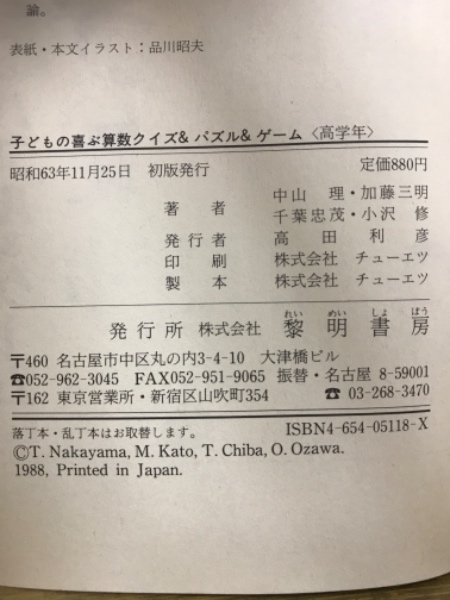 論。
表紙・本文イラスト：品川昭夫
子どもの喜ぶ算数クイズ& パズル& ゲーム〈高学年〉
昭和63年11月25日 初版発行 定価880円
著者 中山 理・加藤三明
千葉忠茂・小沢 修
発行者 高田利彦
印刷 株式会社 チューエツ
製本 株式会社 チューエツ
れい めい しょ ぼう
発行所 株式会社 黎明書房
〒460 名古屋市中区丸の内3-4-10 大津橋ビル
☎052-962-3045 FAX052-951-9065 振替・名古屋 8-59001
〒162 東京営業所・新宿区山吹町354 ☎03-268-3470
落丁本・乱丁本はお取替します。 ISBN4-654-05118-X
©T. Nakayama, M. Kato, T. Chiba, O. Ozawa.
1988, Printed in Japan.